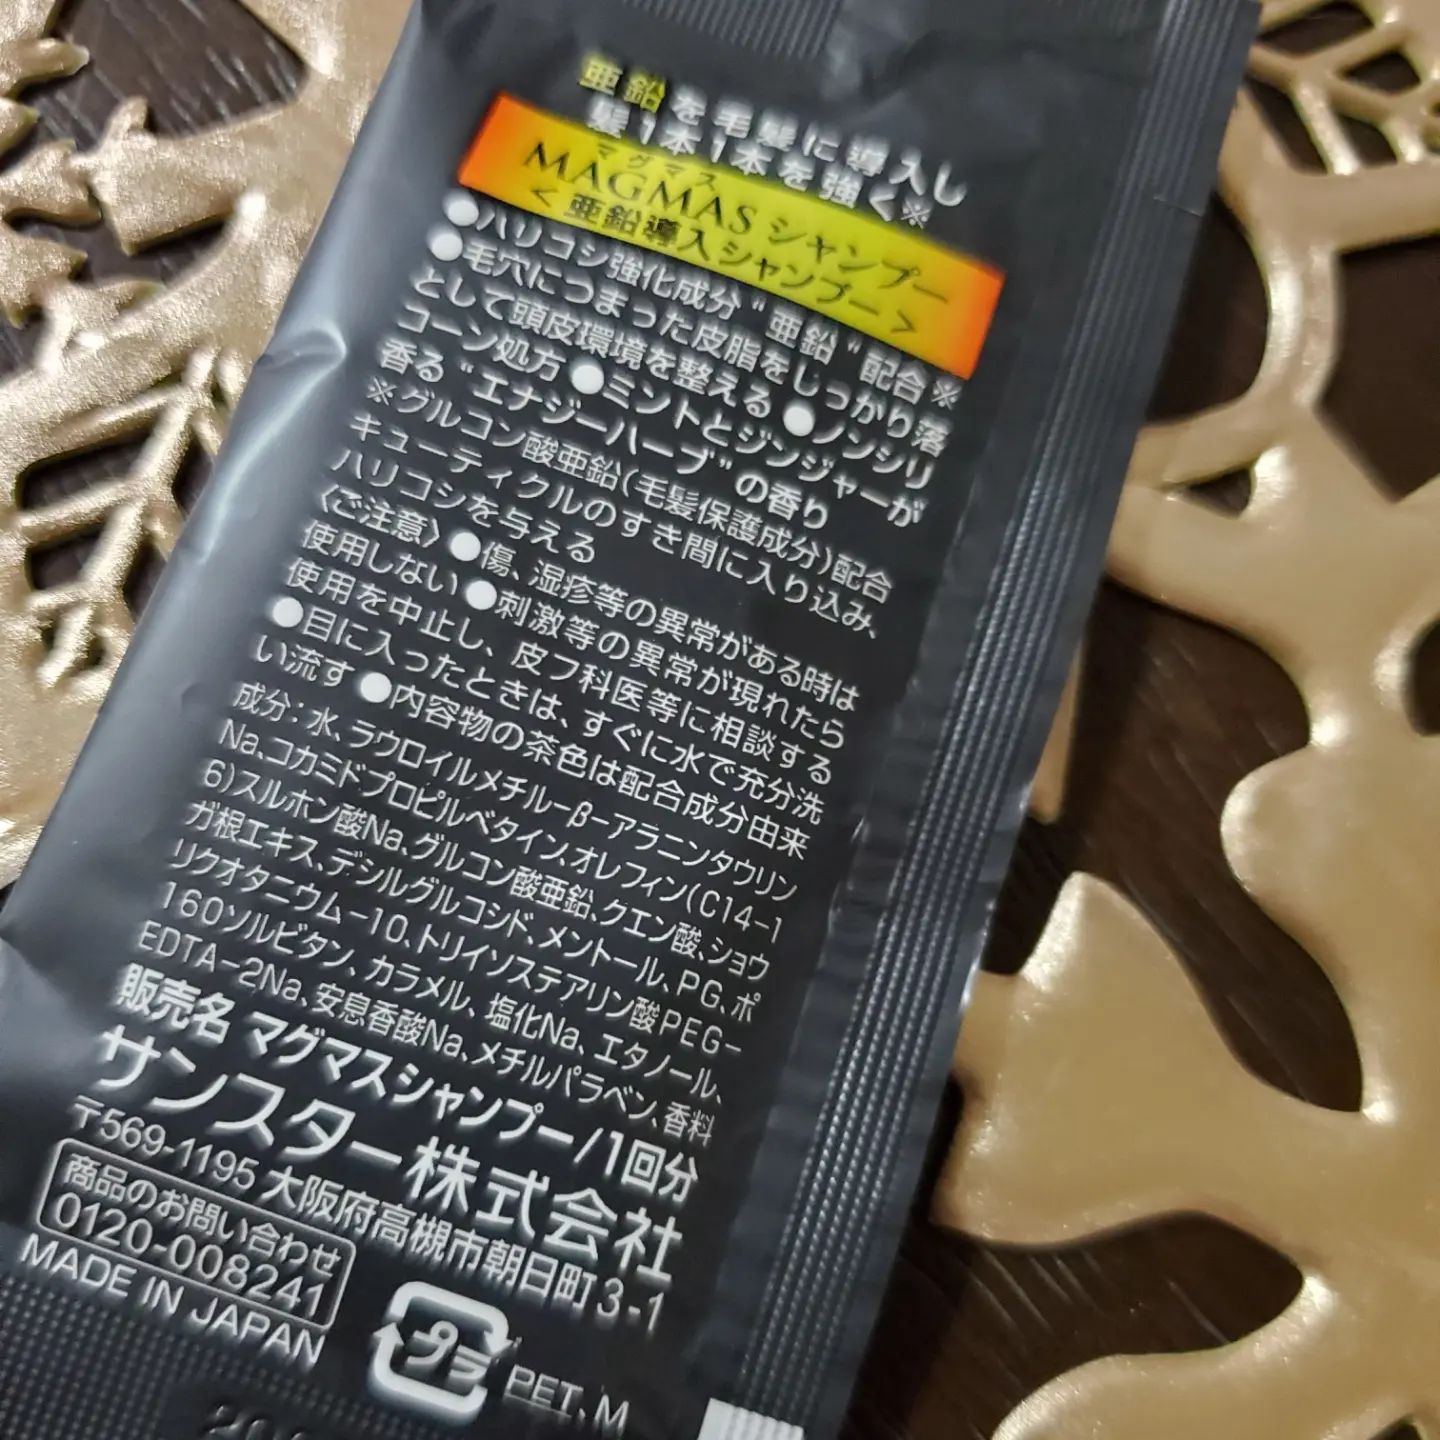 亜鉛を毛髪に導入し
髪1本1本を強く※
マグマス
MAGMAS シャンプー
<亜鉛導入シャンプー>
●ハリコシ強化成分"亜鉛"配合※
●毛穴につまった皮脂をじっかり落
として頭皮環境を整える ●ノンシリ
コーン処方 ●ミントとジンジャーが
香る"エナジーハーブ"の香り
※グルコン酸亜鉛(毛髪保護成分)配合
キューティクルのすき間に入り込み、
ハリコシを与える
〈ご注意〉●傷、湿疹等の異常がある時は
使用しない ●刺激等の異常が現れたら
使用を中止し、皮フ科医等に相談する
●目に入ったときは、すぐに水で充分洗
い流す ●内容物の茶色は配合成分由来
成分:水、ラウロイルメチル-β-アラニンタウリン
Na、コカミドプロピルベタイン、オレフィン(C14-1
6)スルホン酸Na、グルコン酸亜鉛、クエン酸、ショウ
ガ根エキス、デシルグルコシド、メントール、PG、ポ
リクオタニウム-10、トリイソステアリン酸PEG-
160ソルビタン、カラメル、塩化Na、エタノール、
EDTA-2Na、安息香酸Na、メチルパラベン、香料
販売名 マグマスシャンプー/1回分
サンスター株式会社
〒569-1195 大阪府高槻市朝日町3-1
商品のお問い合わせ
0120-008241
MADE IN JAPAN
プラ PET、M